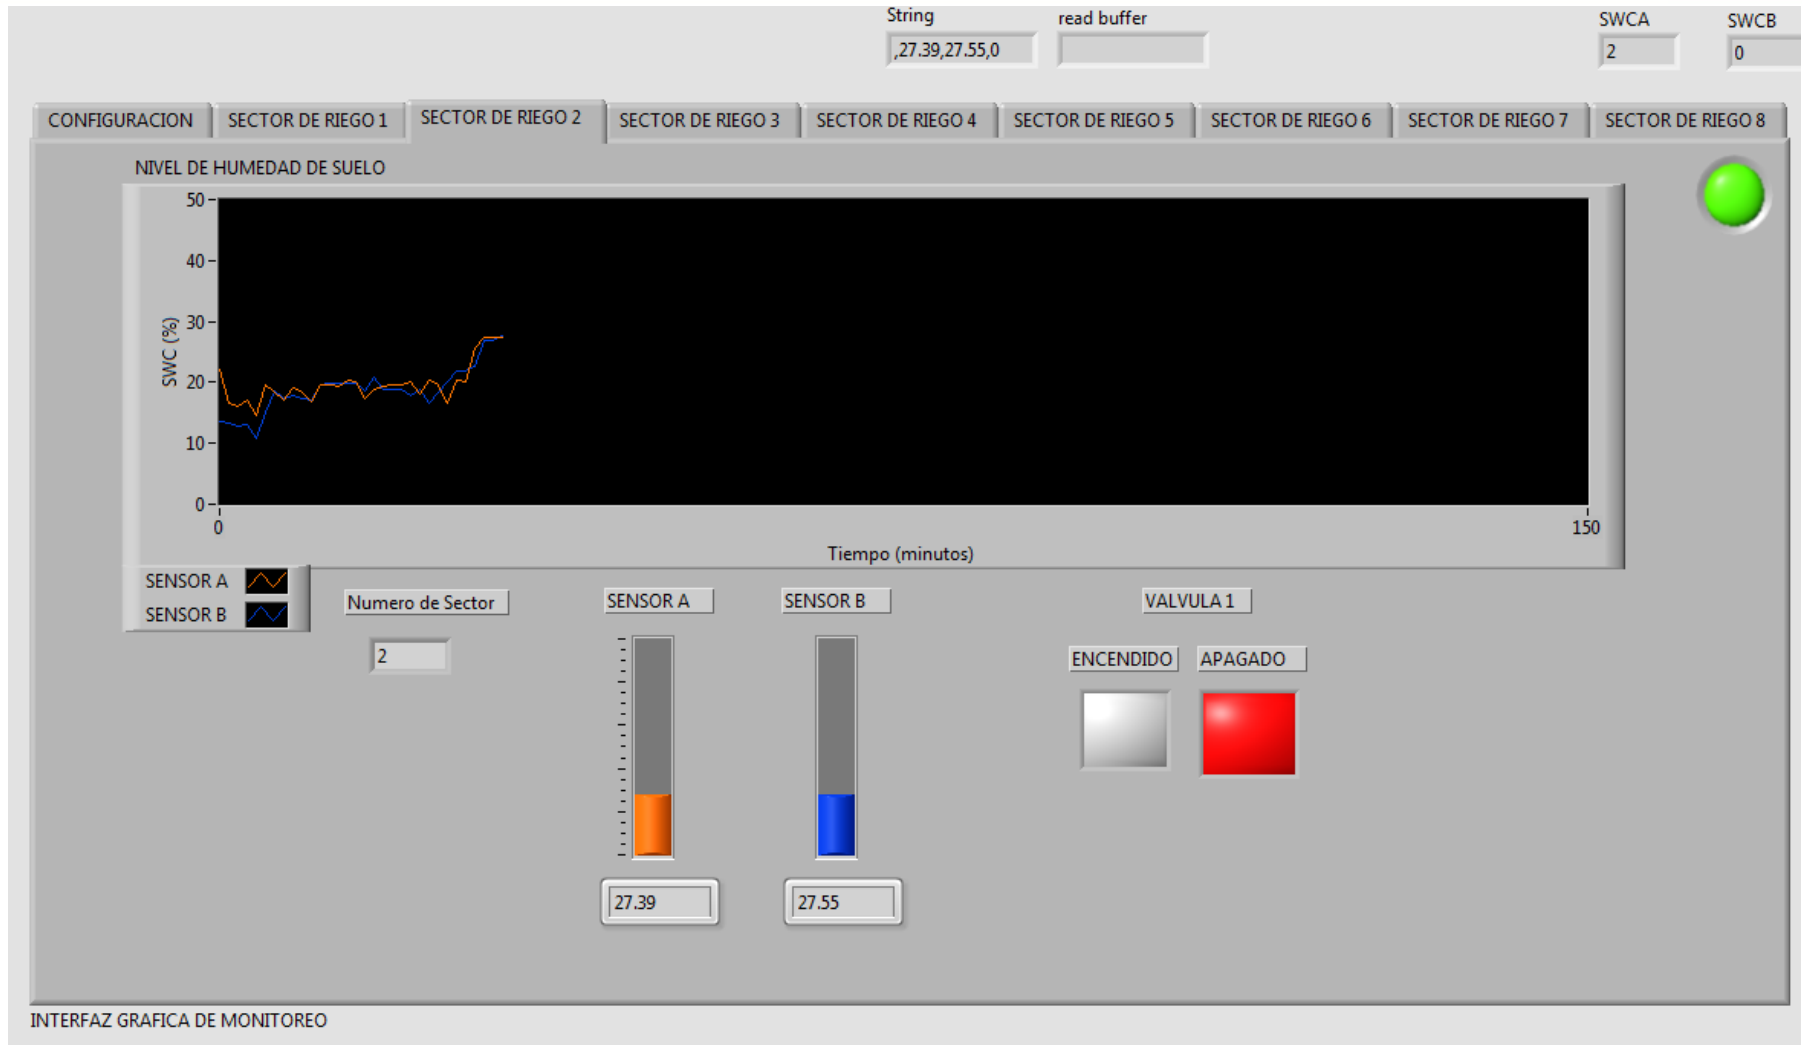 String read buffer SWCA SWCB
,27.39,27.55,0 2 0
CONFIGURACION SECTOR DE RIEGO 1 SECTOR DE RIEGO 2 SECTOR DE RIEGO 3 SECTOR DE RIEGO 4 SECTOR DE RIEGO 5 SECTOR DE RIEGO 6 SECTOR DE RIEGO 7 SECTOR DE RIEGO 8
NIVEL DE HUMEDAD DE SUELO
50
40
30
20
10
0
SWC (%)
0 150
Tiempo (minutos)
SENSOR A
SENSOR B
Numero de Sector
2
SENSOR A SENSOR B
27.39 27.55
VALVULA 1
ENCENDIDO APAGADO
INTERFAZ GRAFICA DE MONITOREO